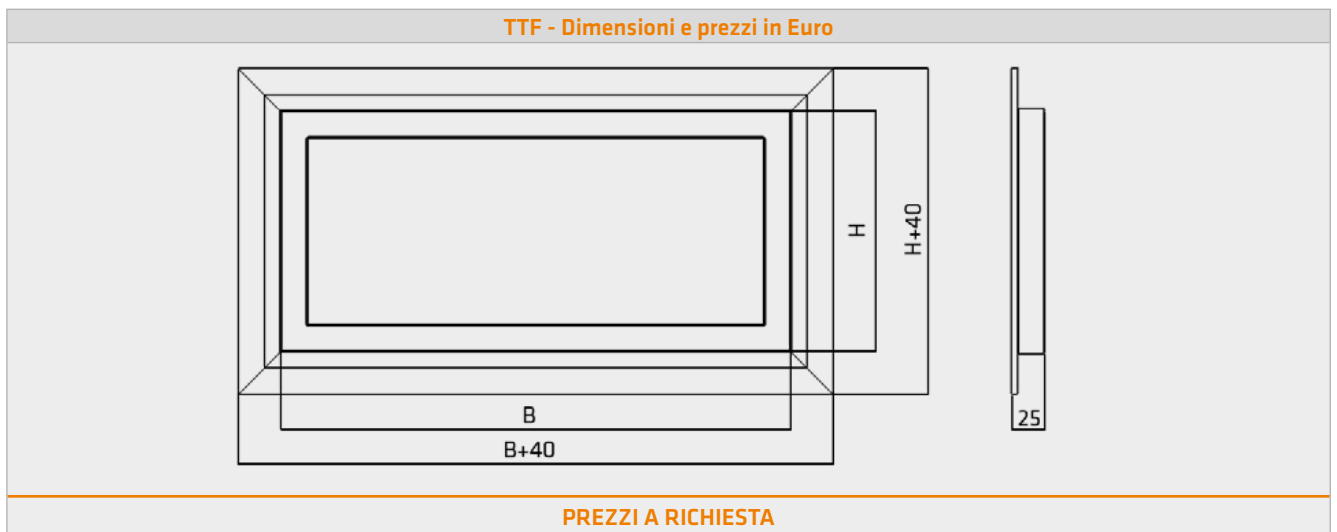 TTF - Dimensioni e prezzi in Euro
H
H+40
B
25
B+40
PREZZI A RICHIESTA